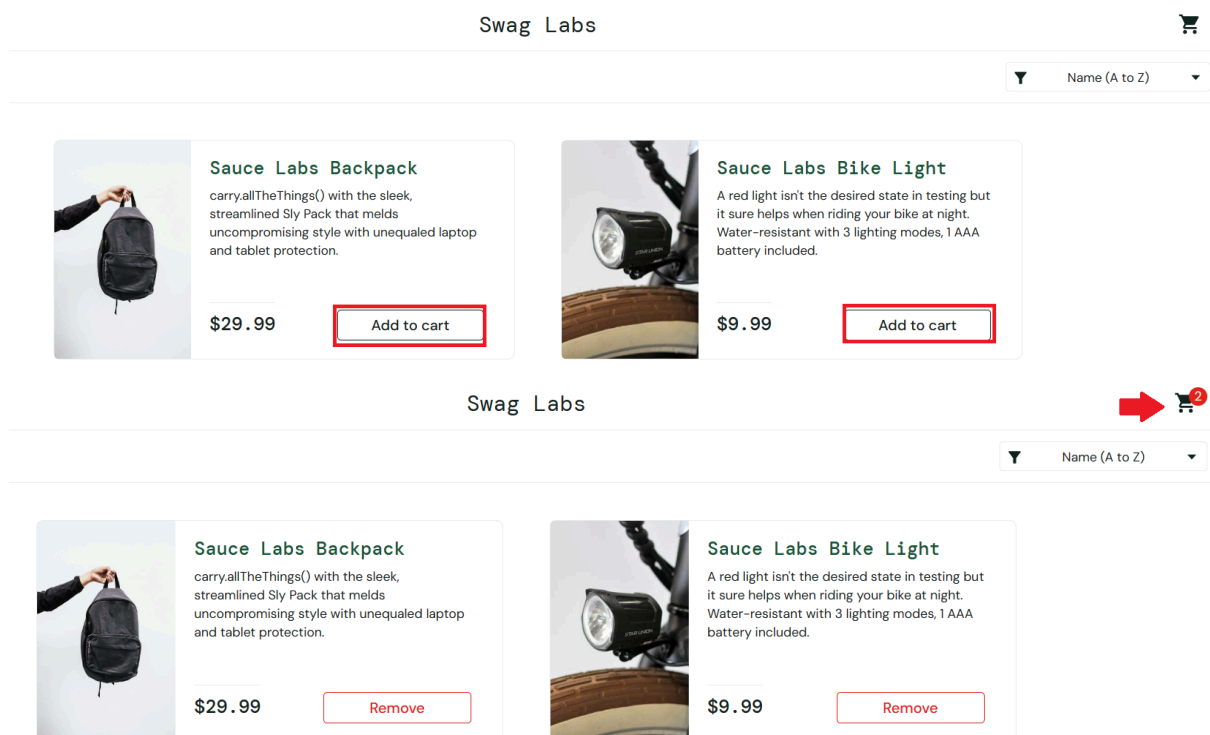 Swag Labs
Name (A to Z)
Sauce Labs Backpack
carry.allTheThings() with the sleek,
streamlined Sly Pack that melds
uncompromising style with unequaled laptop
and tablet protection.
$29.99
Add to cart
Sauce Labs Bike Light
A red light isn't the desired state in testing but
it sure helps when riding your bike at night.
Water-resistant with 3 lighting modes, 1 AAA
battery included.
$9.99
Add to cart
Swag Labs
2
Name (A to Z)
Sauce Labs Backpack
carry.allTheThings() with the sleek,
streamlined Sly Pack that melds
uncompromising style with unequaled laptop
and tablet protection.
$29.99
Remove
Sauce Labs Bike Light
A red light isn't the desired state in testing but
it sure helps when riding your bike at night.
Water-resistant with 3 lighting modes, 1 AAA
battery included.
$9.99
Remove